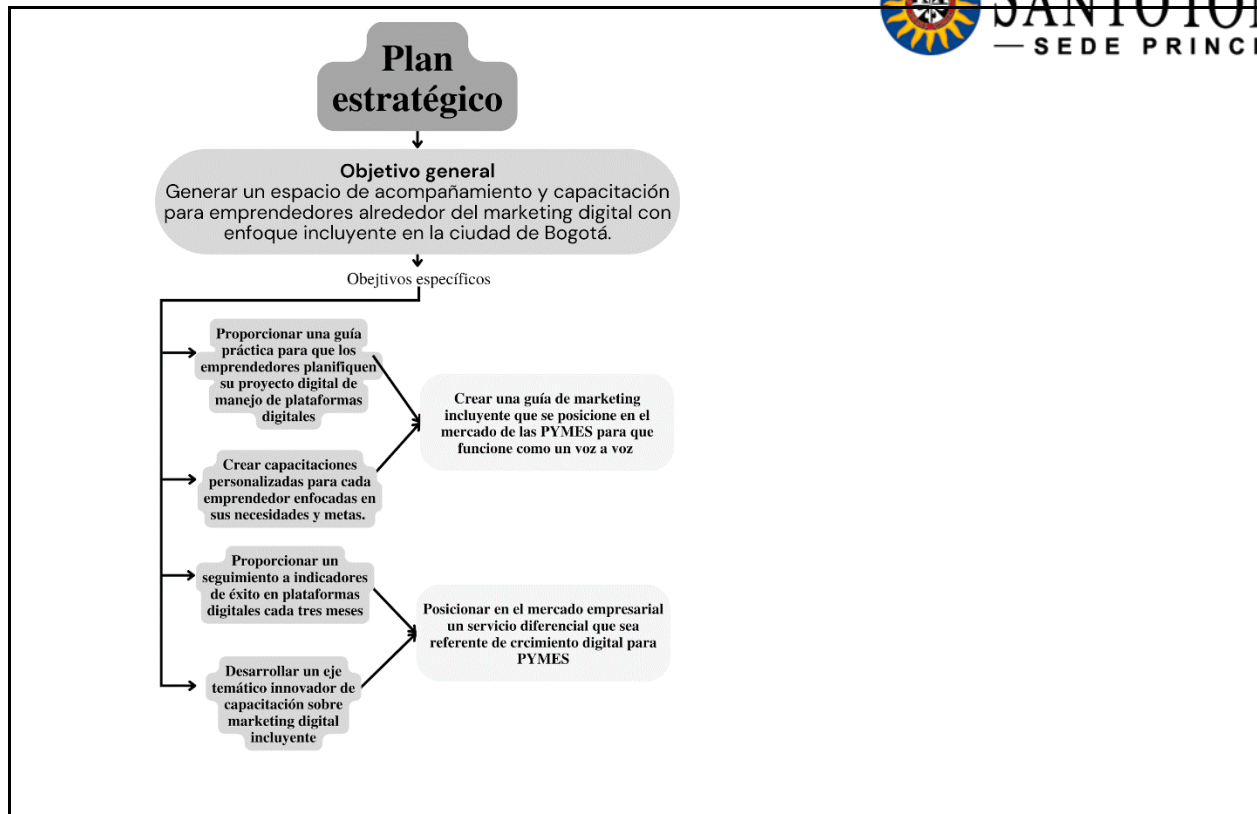 SANTO TO
— SEDE PRINCI
Plan
estratégico
Objetivo general
Generar un espacio de acompañamiento y capacitación
para emprendedores alrededor del marketing digital con
enfoque incluyente en la ciudad de Bogotá.
Obejtivos específicos
Proporcionar una guía
práctica para que los
emprendedores planifiquen
su proyecto digital de
manejo de plataformas
digitales
Crear una guía de marketing
incluyente que se posicione en el
mercado de las PYMES para que
funcione como un voz a voz
Crear capacitaciones
personalizadas para cada
emprendedor enfocadas en
sus necesidades y metas.
Proporcionar un
seguimiento a indicadores
de éxito en plataformas
digitales cada tres meses
Posicionar en el mercado empresarial
un servicio diferencial que sea
referente de crcimiento digital para
PYMES
Desarrollar un eje
temático innovador de
capacitación sobre
marketing digital
incluyente